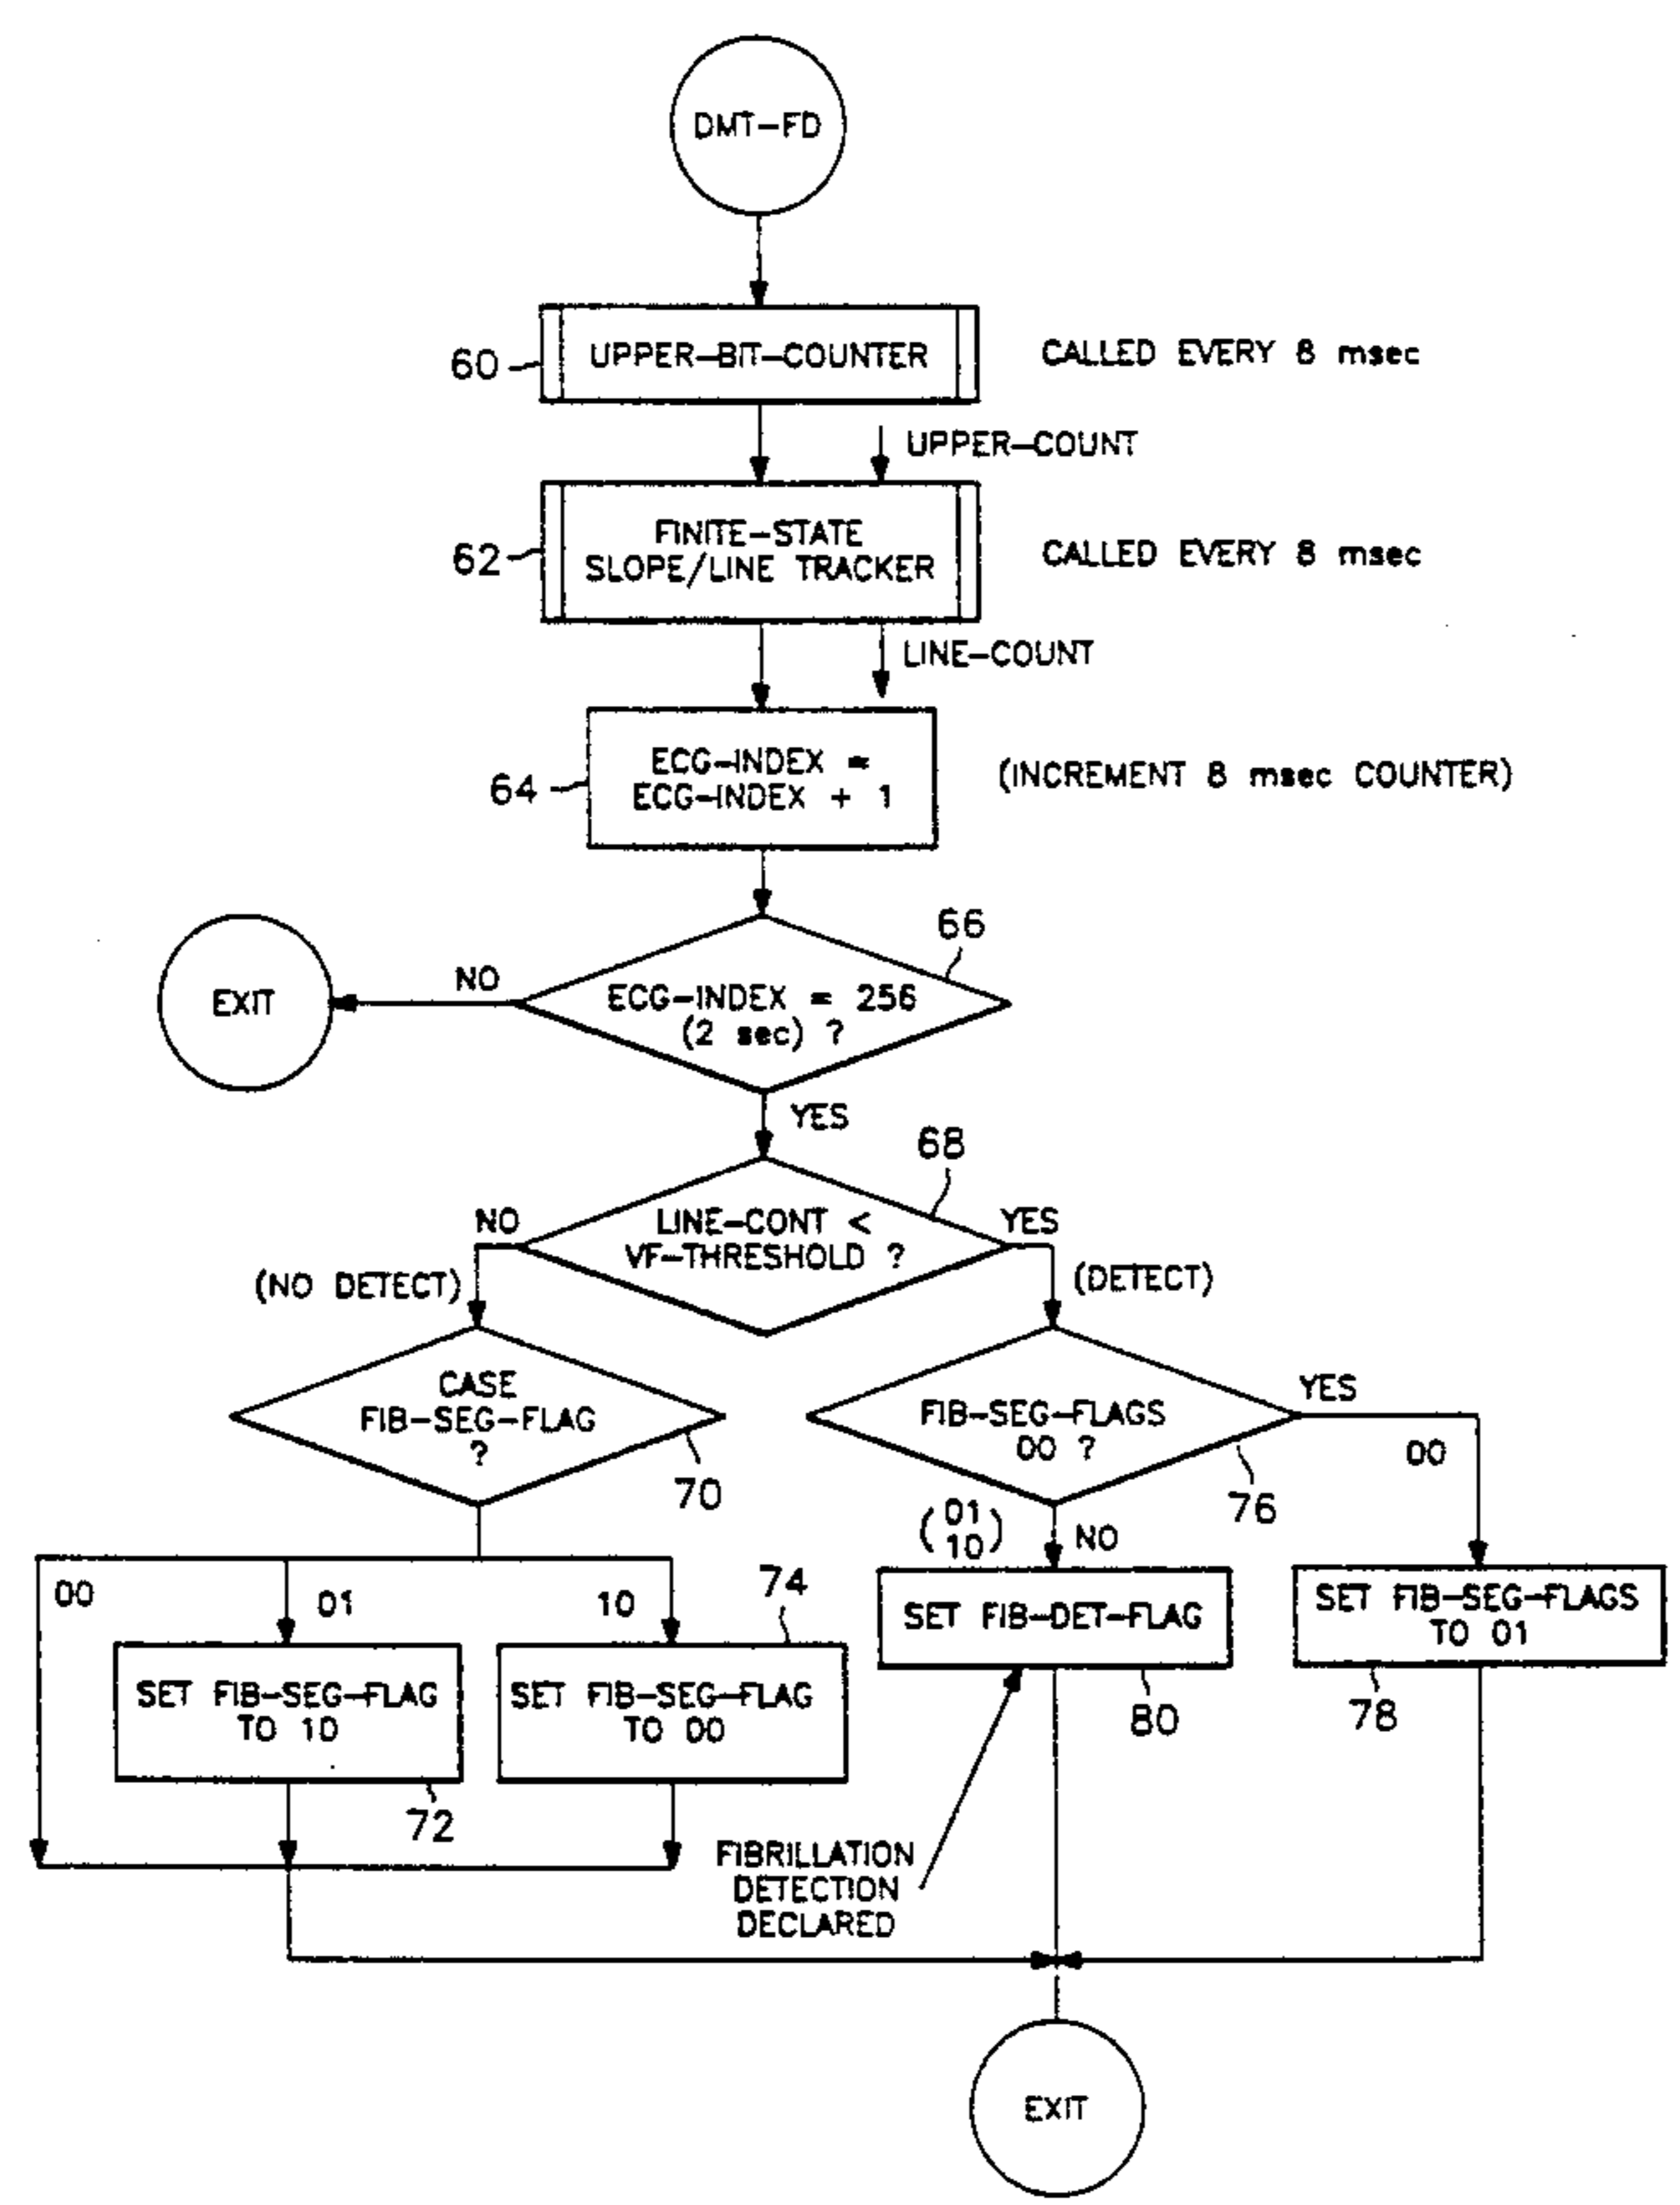 DMT-FD
60
UPPER-BIT-COUNTER
CALLED EVERY 8 msec
UPPER-COUNT
62
FINITE-STATE
SLOPE/LINE TRACKER
CALLED EVERY 8 msec
LINE-COUNT
64
ECG-INDEX =
ECG-INDEX + 1
(INCREMENT 8 msec COUNTER)
66
EXIT
NO
ECG-INDEX = 256
(2 sec) ?
YES
68
NO
LINE-CONT <
VF-THRESHOLD ?
YES
(NO DETECT)
(DETECT)
CASE
FIB-SEG-FLAG
?
70
FIB-SEG-FLAGS
00 ?
YES
00
76
(01
10)
NO
00
01
10
74
SET FIB-SEG-FLAG
TO 10
72
SET FIB-SEG-FLAG
TO 00
SET FIB-DET-FLAG
80
SET FIB-SEG-FLAGS
TO 01
78
FIBRILLATION
DETECTION
DECLARED
EXIT